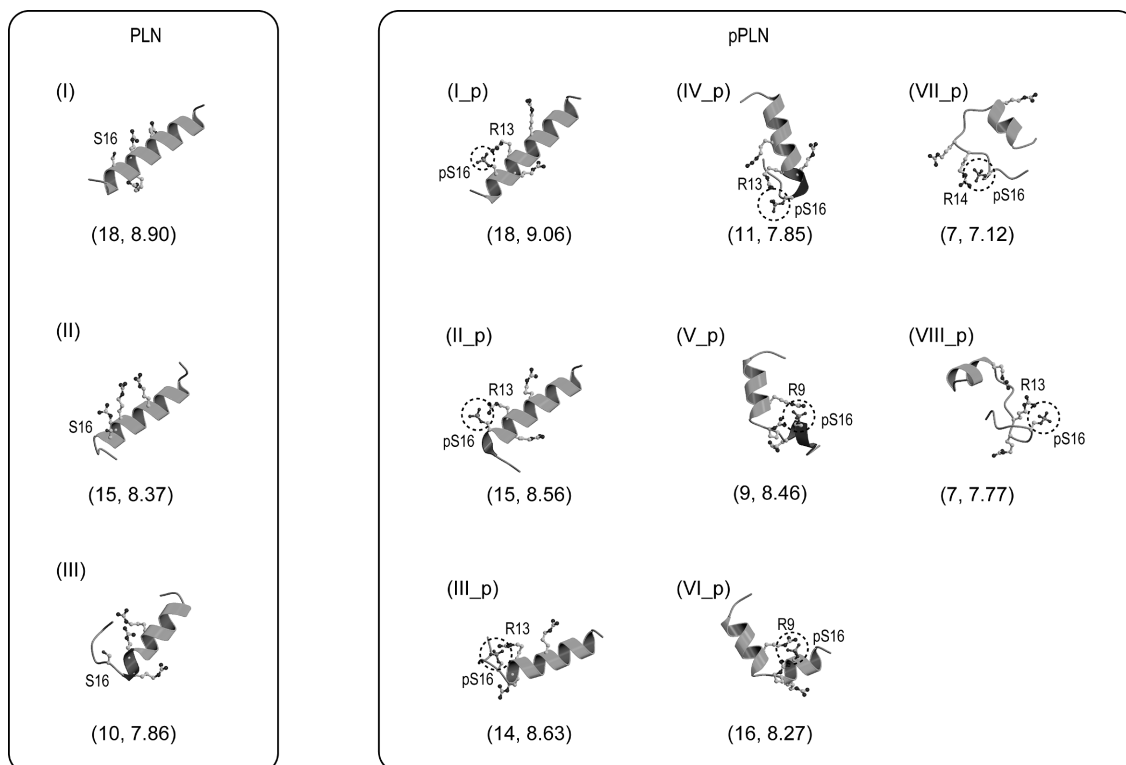 PLN
(I)
S16
(18, 8.90)
(II)
S16
(15, 8.37)
(III)
S16
(10, 7.86)
pPLN
(I_p)
R13
pS16
(18, 9.06)
(IV_p)
R13
pS16
(11, 7.85)
(VII_p)
R14
pS16
(7, 7.12)
(II_p)
R13
pS16
(15, 8.56)
(V_p)
R9
pS16
(9, 8.46)
(VIII_p)
R13
pS16
(7, 7.77)
(III_p)
R13
pS16
(14, 8.63)
(VI_p)
R9
pS16
(16, 8.27)